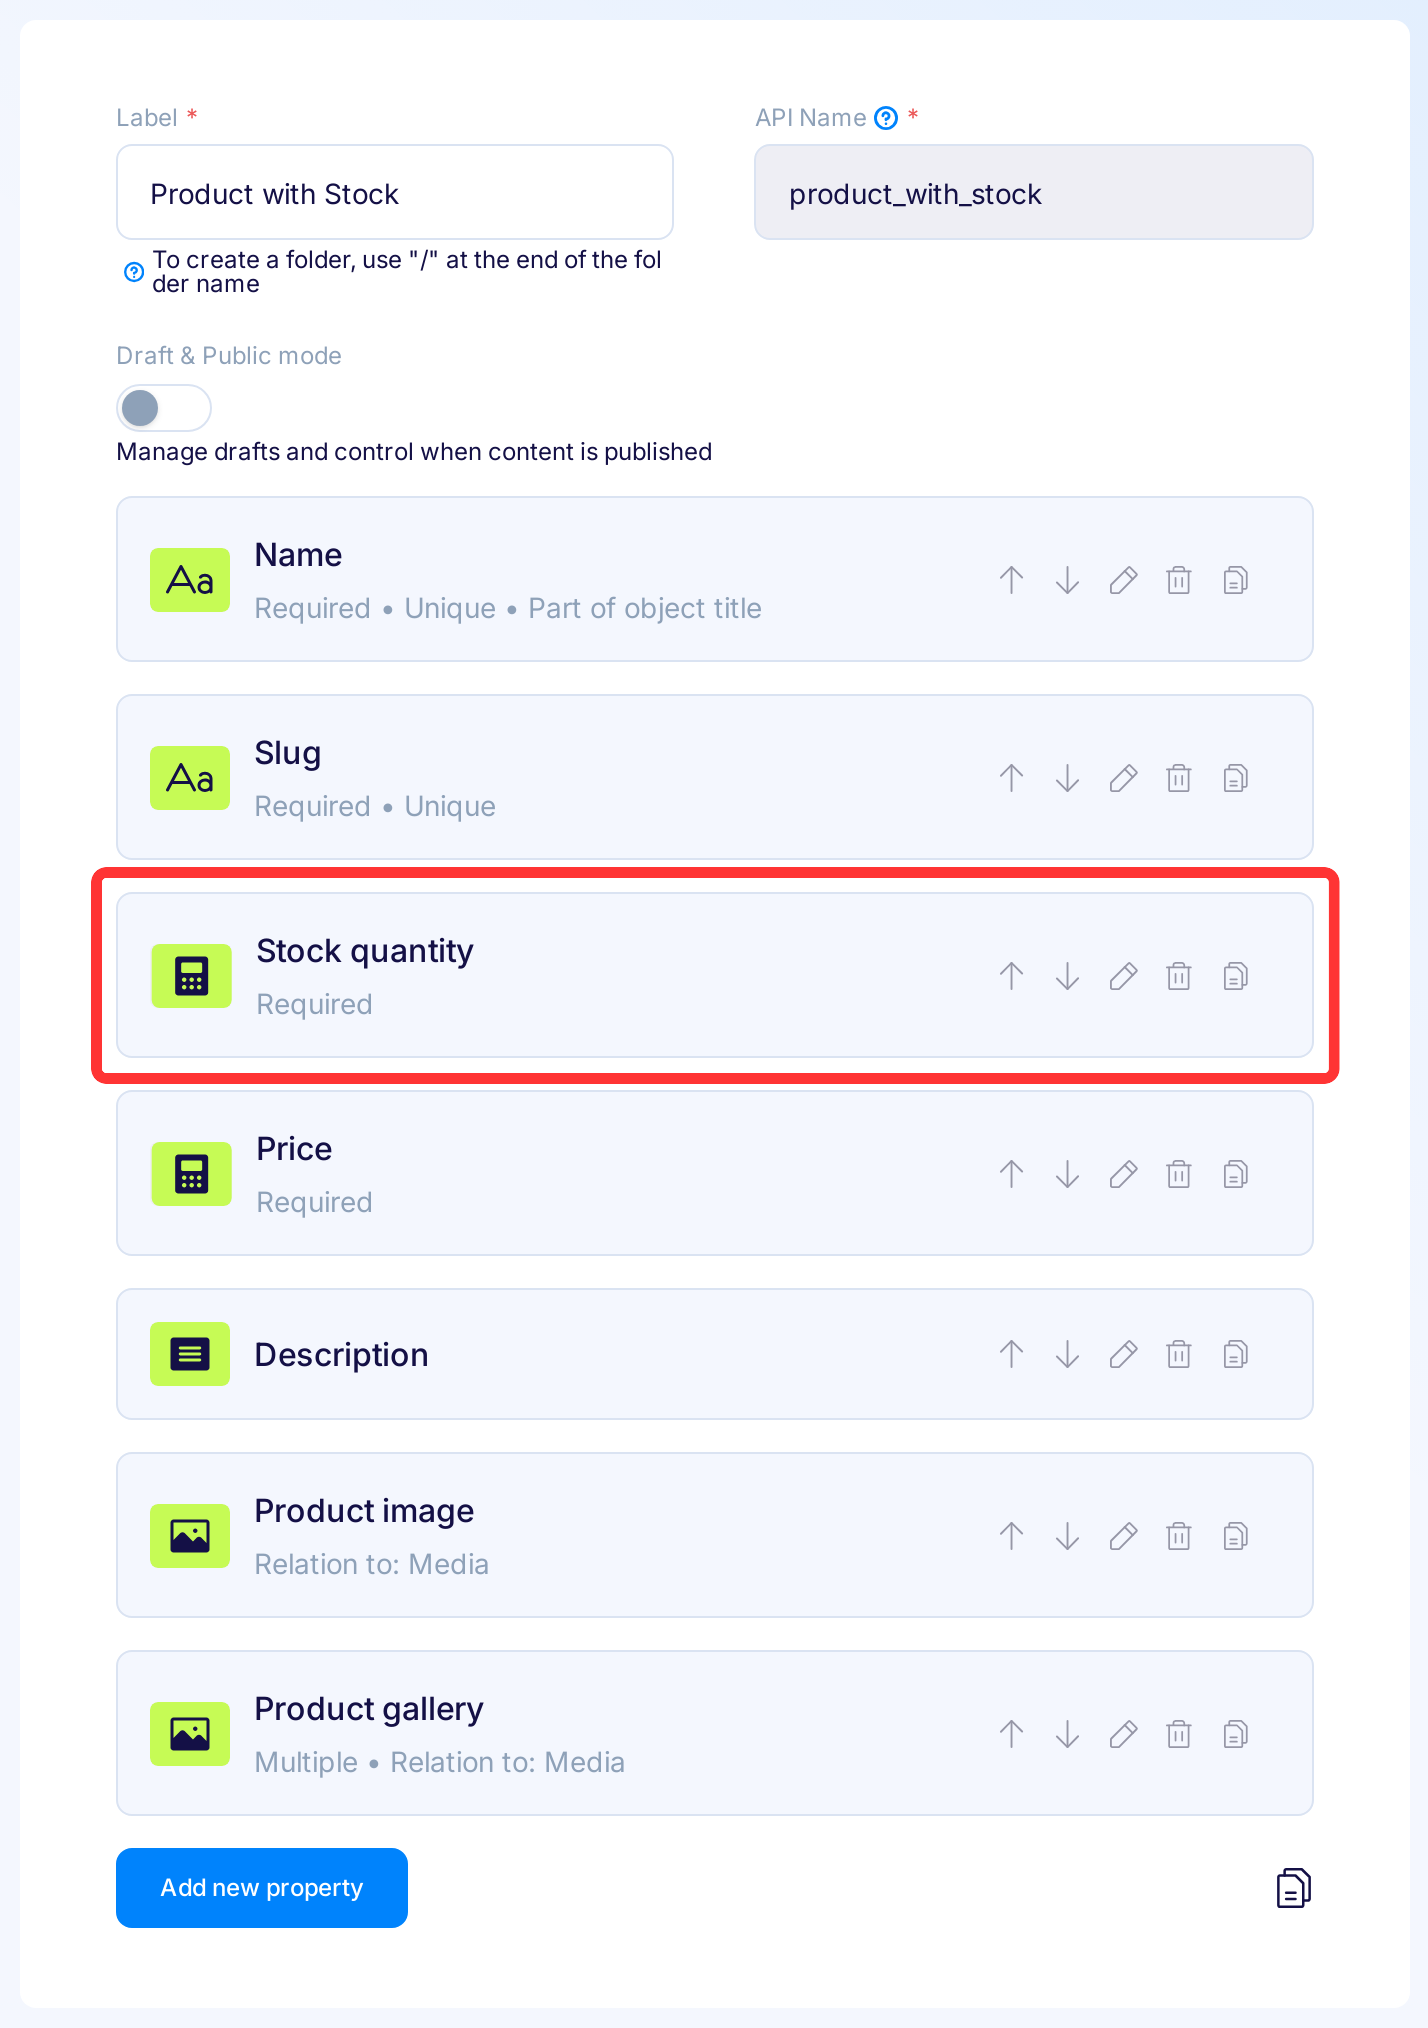 Label *
API Name *
Product with Stock
product_with_stock
To create a folder, use "/" at the end of the fol
der name
Draft & Public mode
Manage drafts and control when content is published
Aa
Name
Required • Unique • Part of object title
Aa
Slug
Required • Unique
Stock quantity
Required
Price
Required
Description
Product image
Relation to: Media
Product gallery
Multiple • Relation to: Media
Add new property